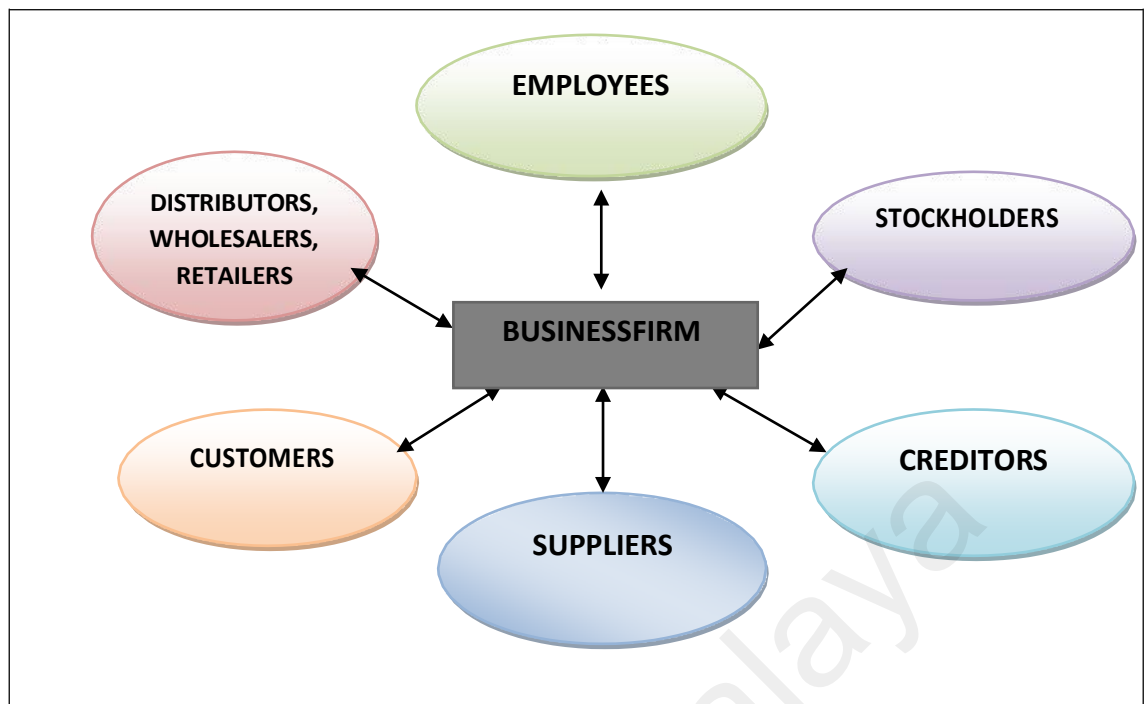 EMPLOYEES
DISTRIBUTORS,
WHOLESALERS,
RETAILERS
STOCKHOLDERS
BUSINESSFIRM
CUSTOMERS
CREDITORS
SUPPLIERS